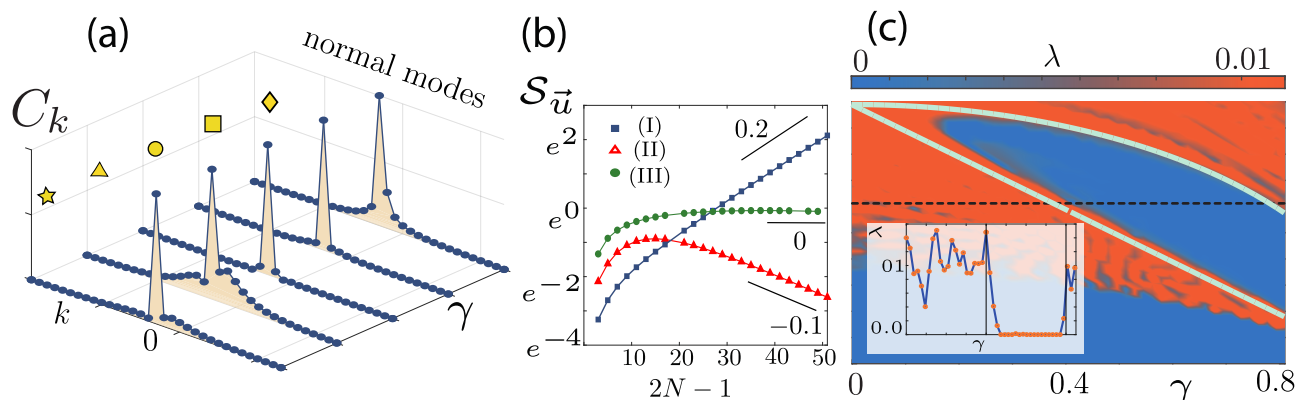 (a)
normal modes
C_k
k
0
γ
(b)
S_u⃗
e^2
e^0
e^{-2}
e^{-4}
(I)
(II)
(III)
0.2
0
−0.1
10
20
30
40
50
2N − 1
(c)
0
λ
0.01
λ
.01
0.0
γ
0
0.4
γ
0.8